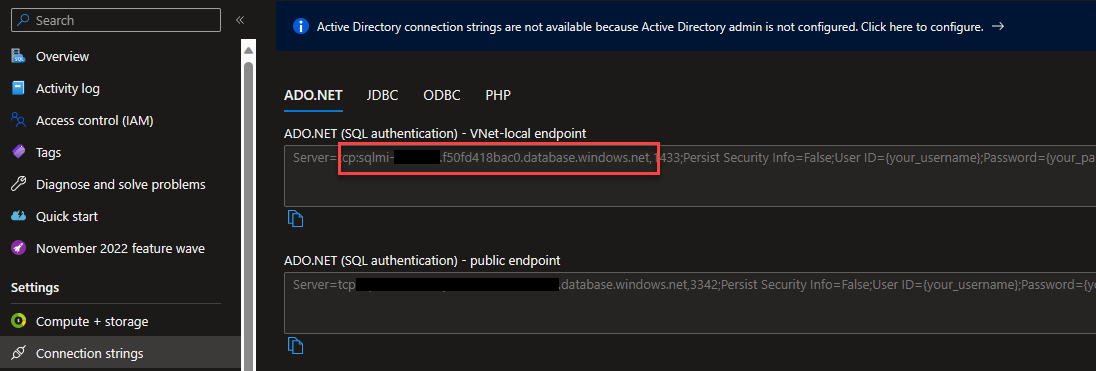 Search
«
Overview
Activity log
Access control (IAM)
Tags
Diagnose and solve problems
Quick start
November 2022 feature wave
Settings
Compute + storage
Connection strings
Active Directory connection strings are not available because Active Directory admin is not configured. Click here to configure. →
ADO.NET JDBC ODBC PHP
ADO.NET (SQL authentication) - VNet-local endpoint
Server=tcp:sqlmi- .f50fd418bac0.database.windows.net,1433;Persist Security Info=False;User ID={your_username};Password={your_pa
ADO.NET (SQL authentication) - public endpoint
Server=tcp .database.windows.net,3342;Persist Security Info=False;User ID={your_username};Password={yo